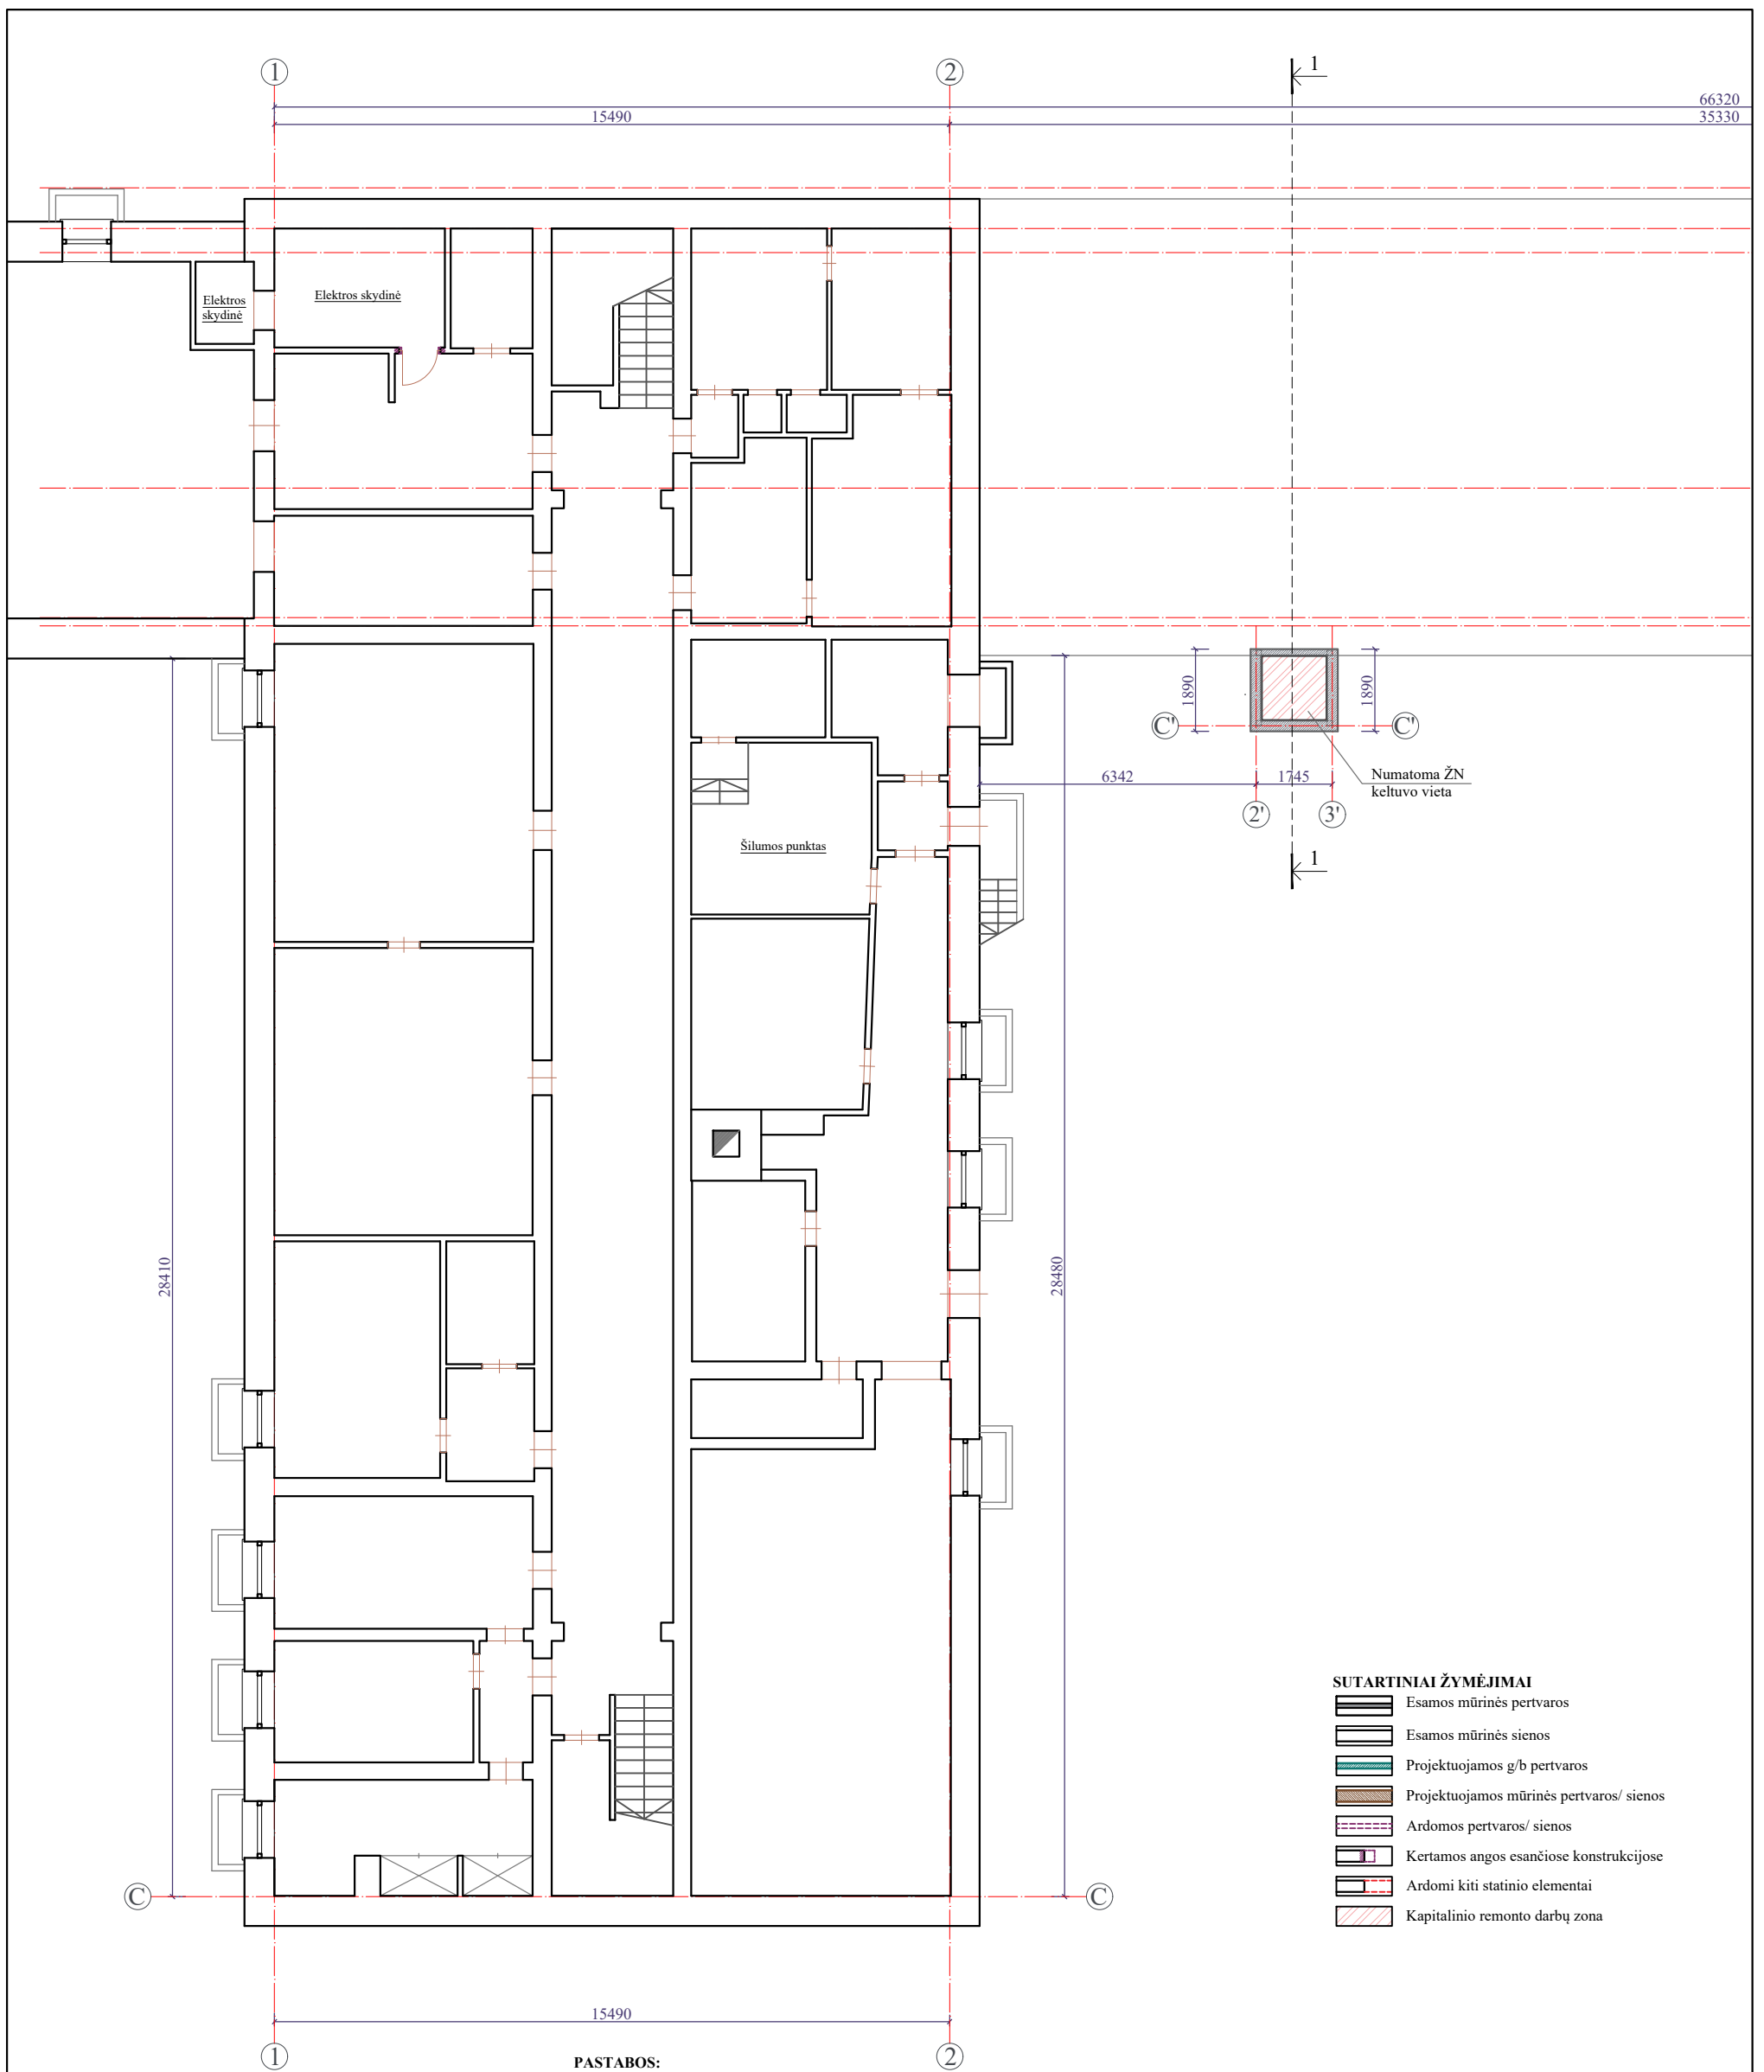 1
2
1
66320
15490
35330
Elektros
skydinė
Elektros skydinė
1890
1890
C'
C'
6342
1745
Numatoma ŽN
keltuvo vieta
2'
3'
1
Šilumos punktas
28410
28480
SUTARTINIAI ŽYMĖJIMAI
Esamos mūrinės pertvaros
Esamos mūrinės sienos
Projektuojamos g/b pertvaros
Projektuojamos mūrinės pertvaros/ sienos
Ardomos pertvaros/ sienos
Kertamos angos esančiose konstrukcijose
Ardomi kiti statinio elementai
Kapitalinio remonto darbų zona
C
C
15490
1
2
PASTABOS: